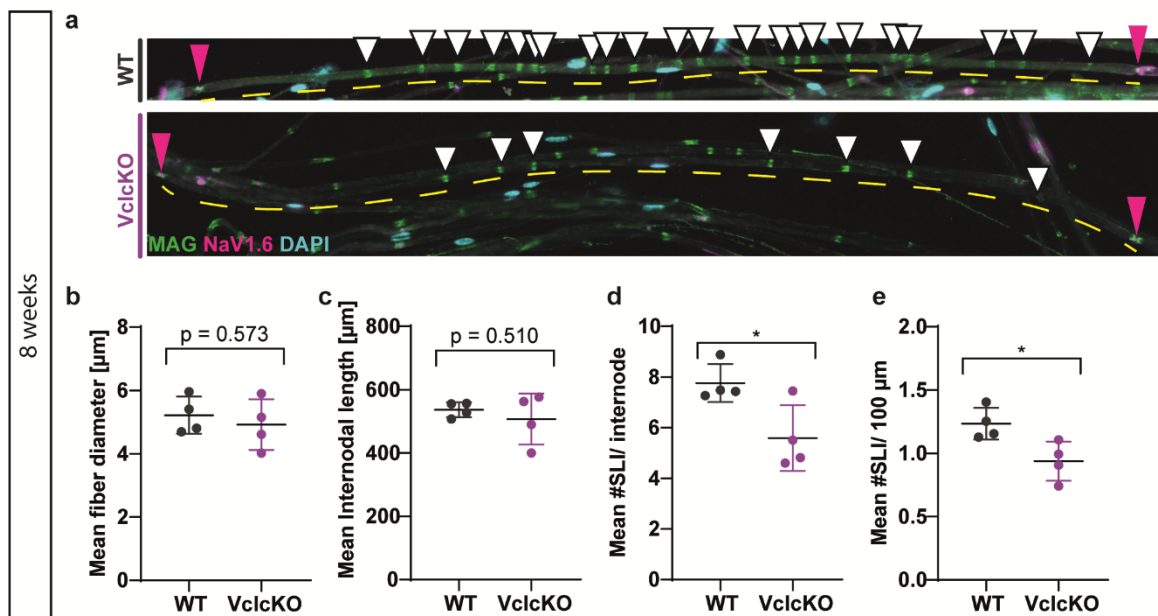 8 weeks
a
WT
VclcKO
MAG NaV1.6 DAPI
b
Mean fiber diameter [µm]
8
6
4
2
0
p = 0.573
WT VclcKO
c
Mean Internodal length [µm]
800
600
400
200
0
p = 0.510
WT VclcKO
d
Mean #SLI/ internode
10
8
6
4
2
0
*
WT VclcKO
e
Mean #SLI/ 100 µm
2.0
1.5
1.0
0.5
0.0
*
WT VclcKO